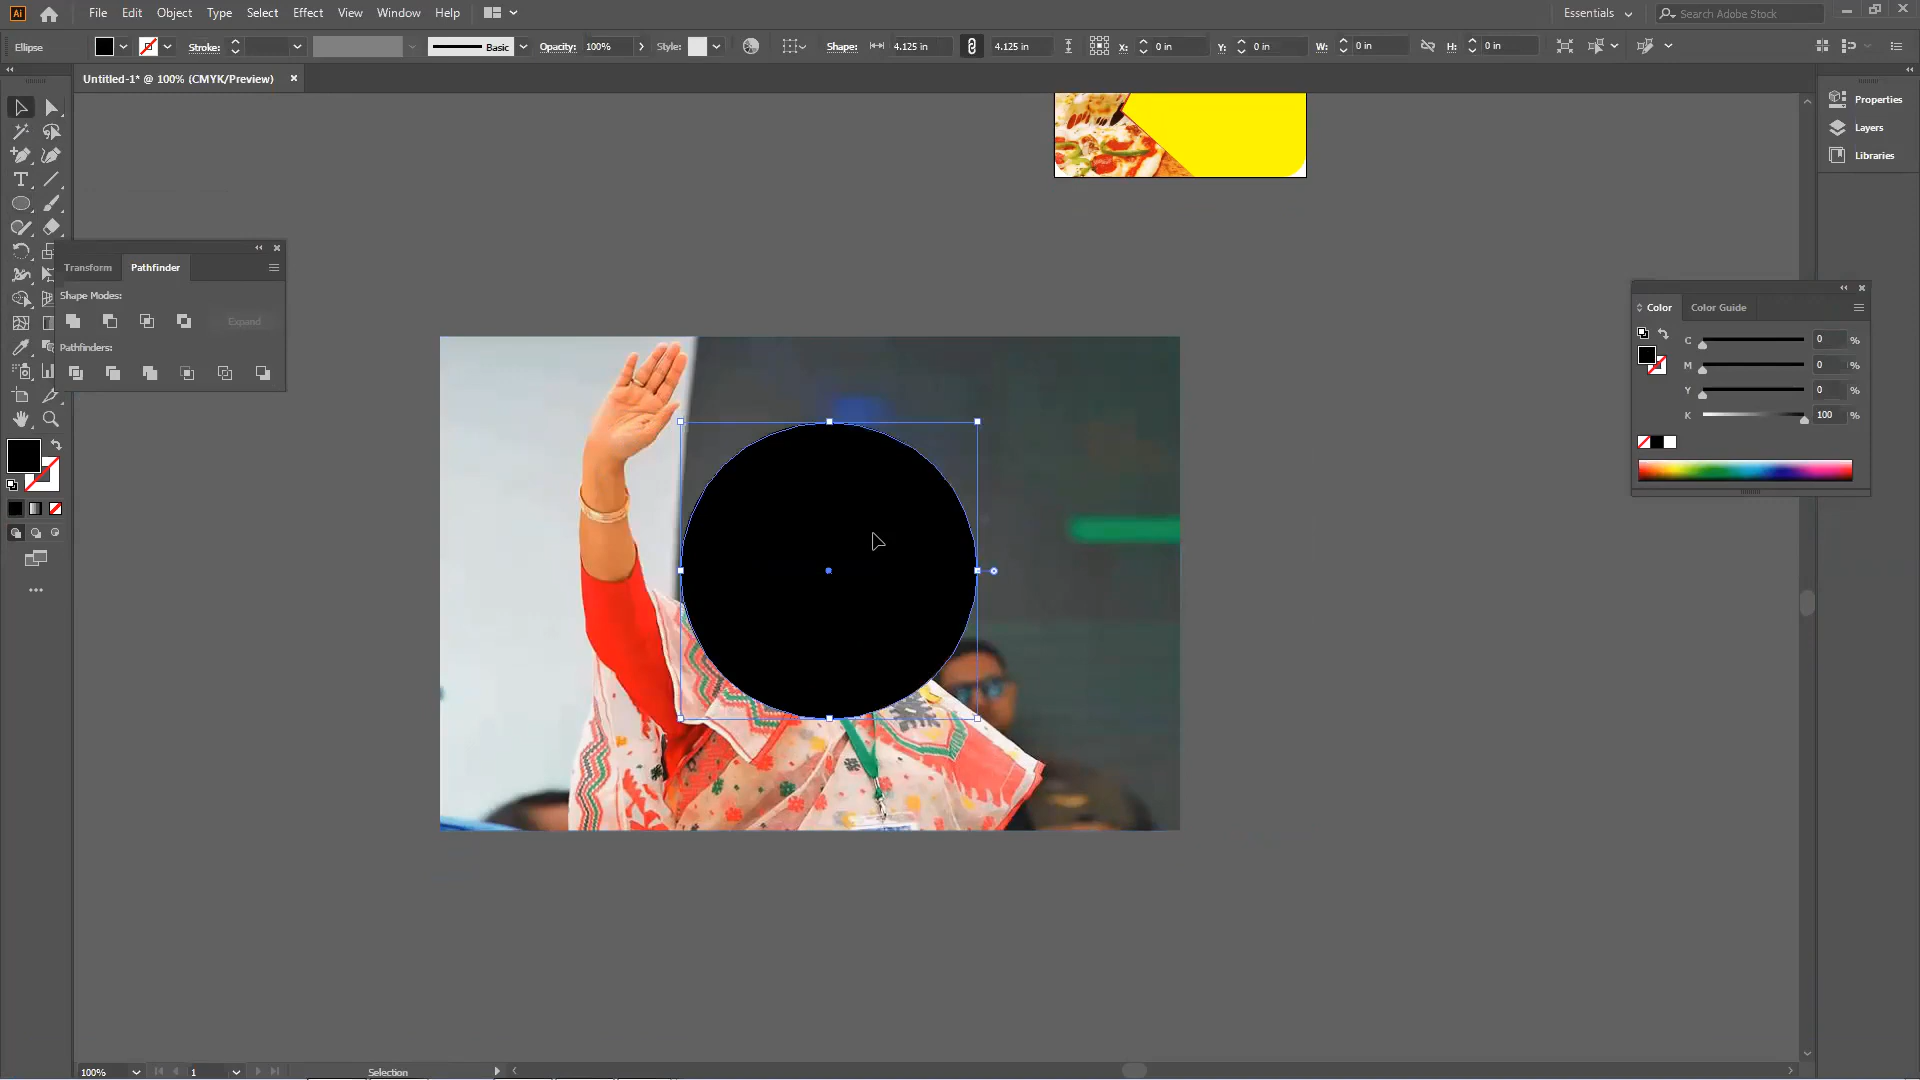 Ai File Edit Object Type Select Effect View Window Help Essentials Search Adobe Stock
Ellipse Stroke: Basic Opacity: 100% Style: Shape: 4.125 in 4.125 in X: 0 in Y: 0 in W: 0 in H: 0 in
Untitled-1* @ 100% (CMYK/Preview)
Properties
Layers
Libraries
Transform Pathfinder
Shape Modes:
Expand
Pathfinders:
Color Color Guide
C 0 %
M 0 %
Y 0 %
K 100 %
100% 1 Selection